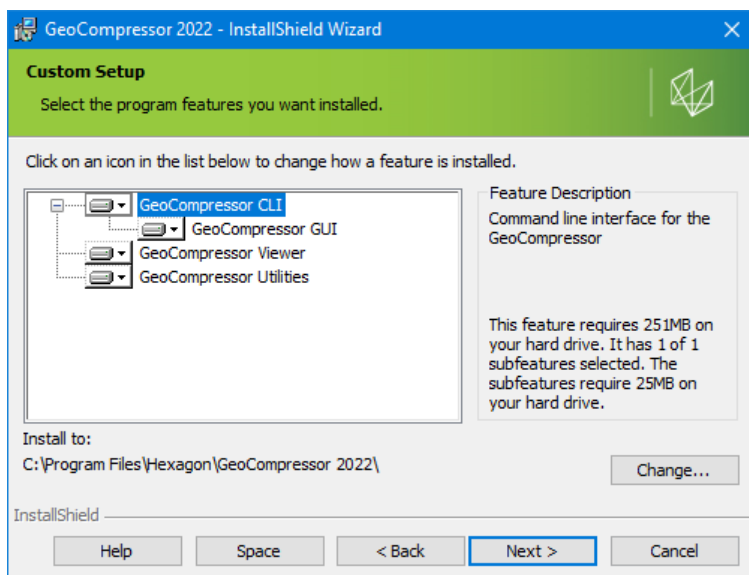 GeoCompressor 2022 - InstallShield Wizard
Custom Setup
Select the program features you want installed.
Click on an icon in the list below to change how a feature is installed.
GeoCompressor CLI
GeoCompressor GUI
GeoCompressor Viewer
GeoCompressor Utilities
Feature Description
Command line interface for the
GeoCompressor
This feature requires 251MB on
your hard drive. It has 1 of 1
subfeatures selected. The
subfeatures require 25MB on
your hard drive.
Install to:
C:\Program Files\Hexagon\GeoCompressor 2022\
Change...
InstallShield
Help
Space
< Back
Next >
Cancel